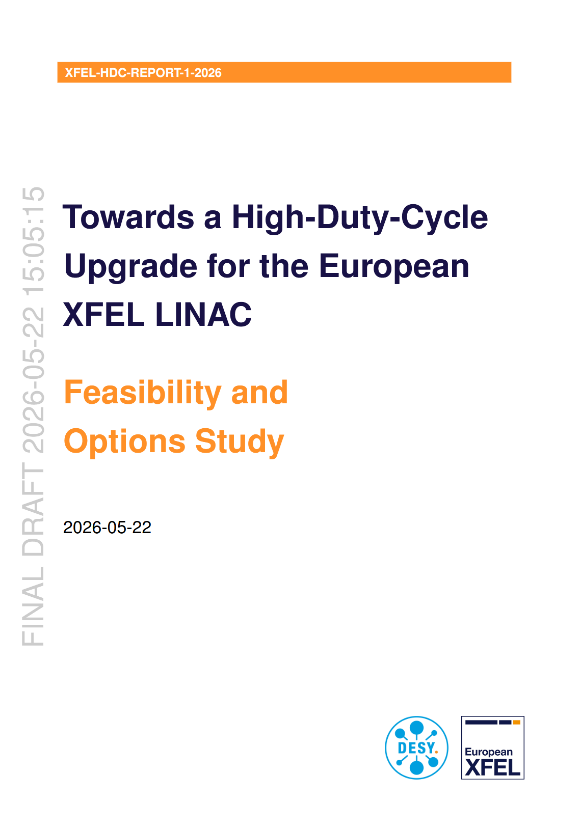 XFEL-HDC-REPORT-1-2026
Towards a High-Duty-Cycle
Upgrade for the European
XFEL LINAC
Feasibility and
Options Study
2026-05-22
FINAL DRAFT 2026-05-22 15:05:15
DESY.
European
XFEL